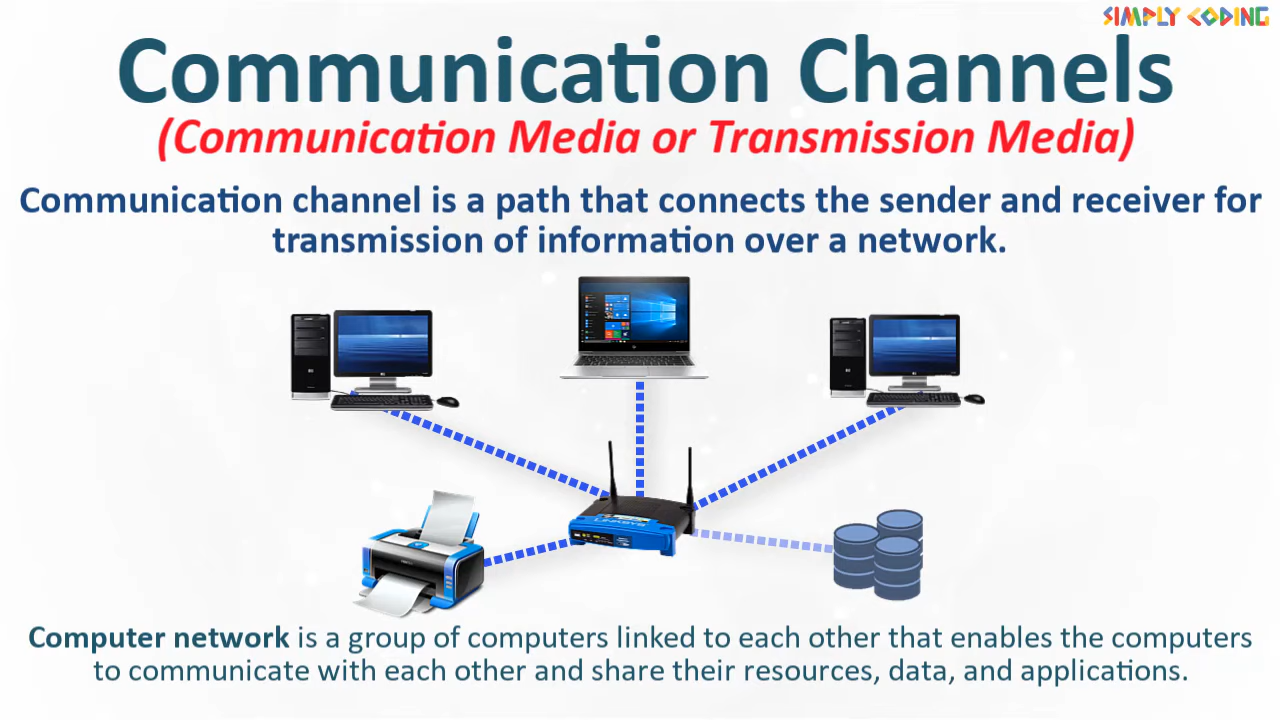 SIMPLY CODING
Communication Channels
(Communication Media or Transmission Media)
Communication channel is a path that connects the sender and receiver for
transmission of information over a network.
LINKSYS
Computer network is a group of computers linked to each other that enables the computers
to communicate with each other and share their resources, data, and applications.